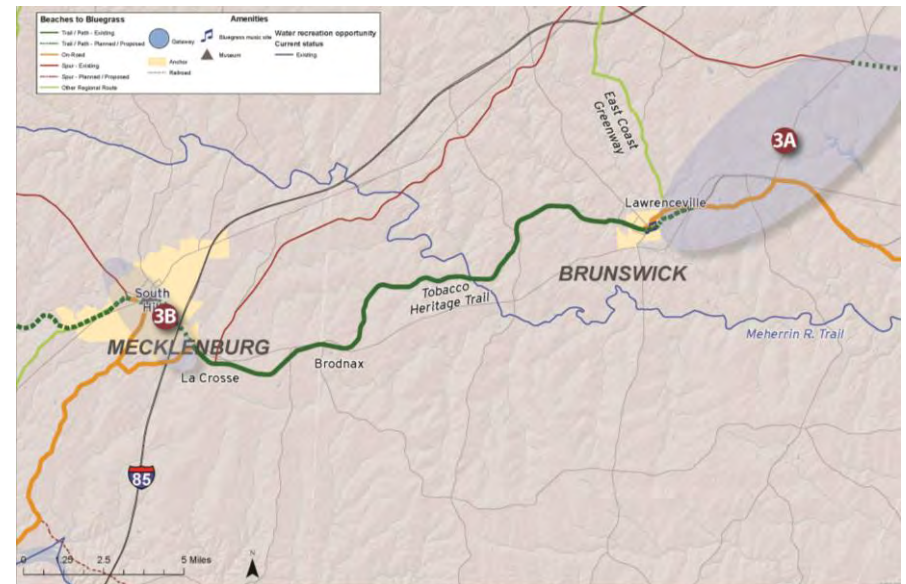 Beaches to Bluegrass
Trail / Path - Existing
Trail / Path - Planned / Proposed
On-Road
Spur - Existing
Spur - Planned / Proposed
Other Regional Route
Gateway
Anchor
Railroad
Amenities
Bluegrass music site
Museum
Water recreation opportunity
Current status
Existing
East Coast
Greenway
3A
Lawrenceville
BRUNSWICK
Tobacco
Heritage Trail
Meherrin R. Trail
South
Hill
3B
MECKLENBURG
La Crosse
Brodnax
85
0 1.25 2.5 5 Miles
N